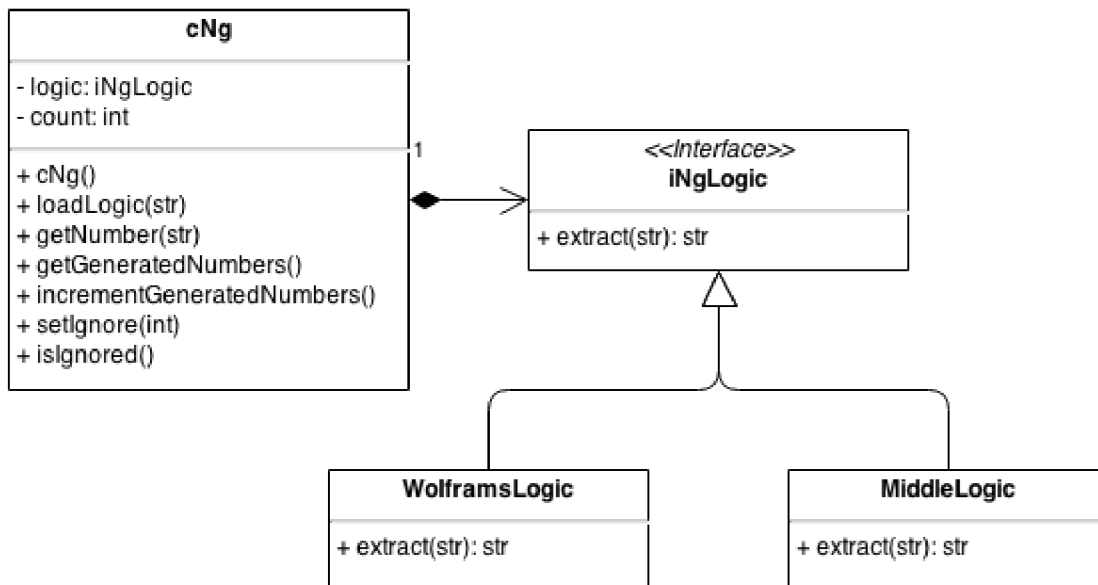 cNg
- logic: iNgLogic
- count: int
+ cNg()
+ loadLogic(str)
+ getNumber(str)
+ getGeneratedNumbers()
+ incrementGeneratedNumbers()
+ setIgnore(int)
+ isIgnored()
1
<<Interface>>
iNgLogic
+ extract(str): str
WolframsLogic
+ extract(str): str
MiddleLogic
+ extract(str): str